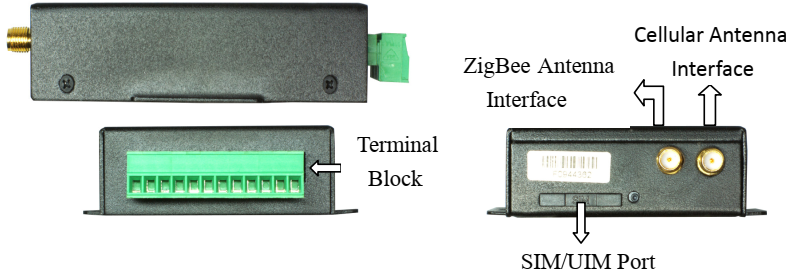 ZigBee Antenna
Interface
Cellular Antenna
Interface
Terminal
Block
SIM/UIM Port